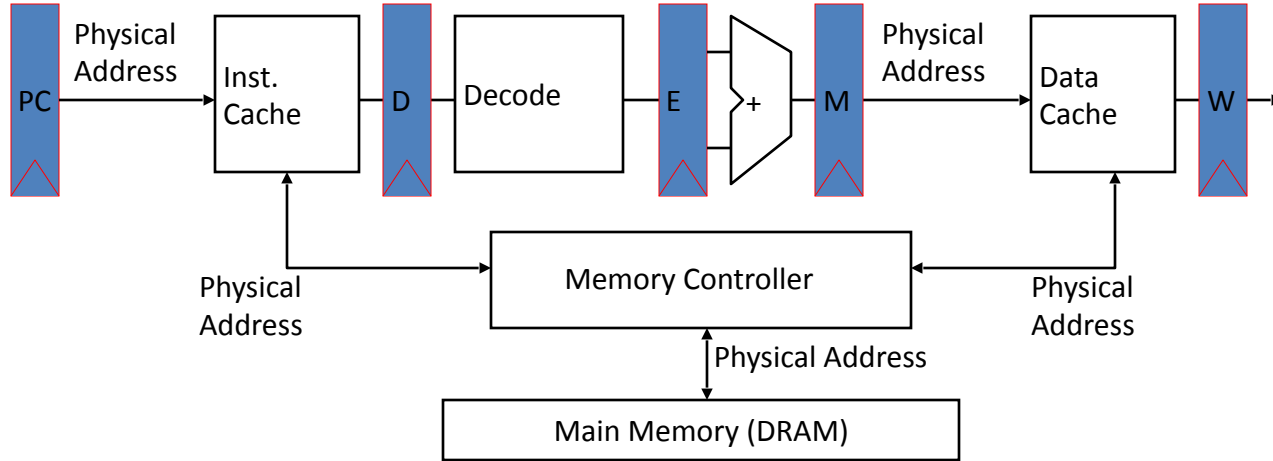 Physical
Address
PC
Inst.
Cache
D
Decode
E
+
M
Physical
Address
Data
Cache
W
Physical
Address
Memory Controller
Physical
Address
Physical Address
Main Memory (DRAM)